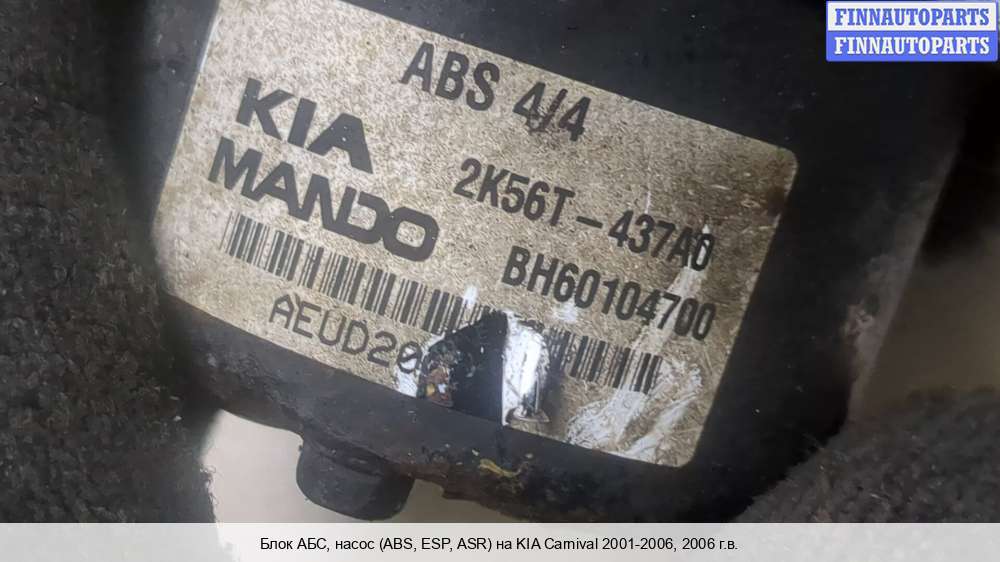 FINNAUTOPARTS
FINNAUTOPARTS
ABS 4/4
KIA
MANDO
2K56T-437A0
BH60104700
AEUD20
Блок АБС, насос (ABS, ESP, ASR) на KIA Carnival 2001-2006, 2006 г.в.